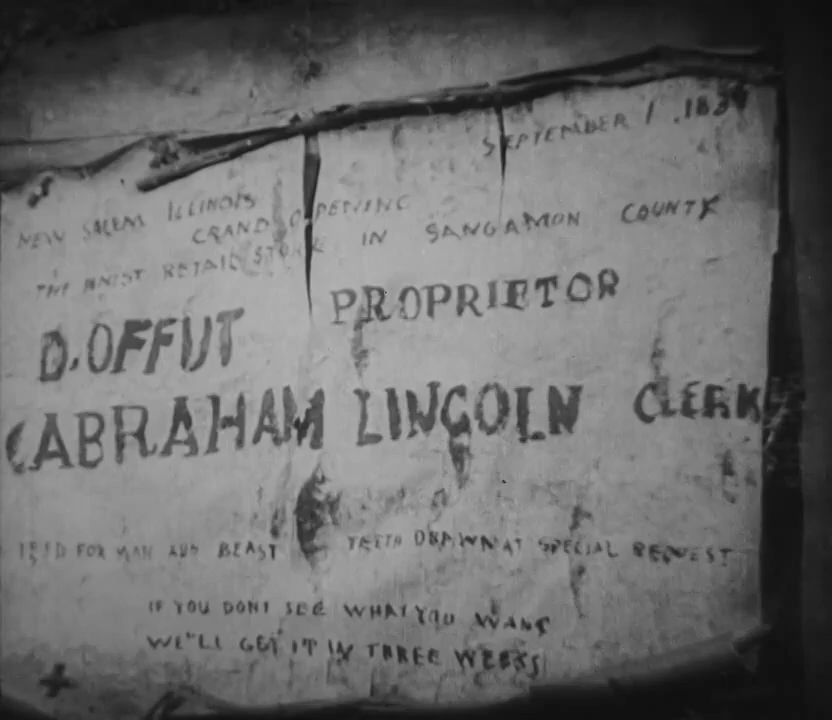 SEPTEMBER 1, 183
NEW SALEM ILLINOIS
GRAND OPENING
THE FINIST RETAIL STORE IN SANGAMON COUNTY
D. OFFUT PROPRIETOR
ABRAHAM LINCOLN CLERK
FOR MAN AND BEAST TEETH DRAWN AT SPECIAL REQUEST
IF YOU DONT SEE WHAT YOU WANT
WE'LL GET IT IN THREE WEEKS